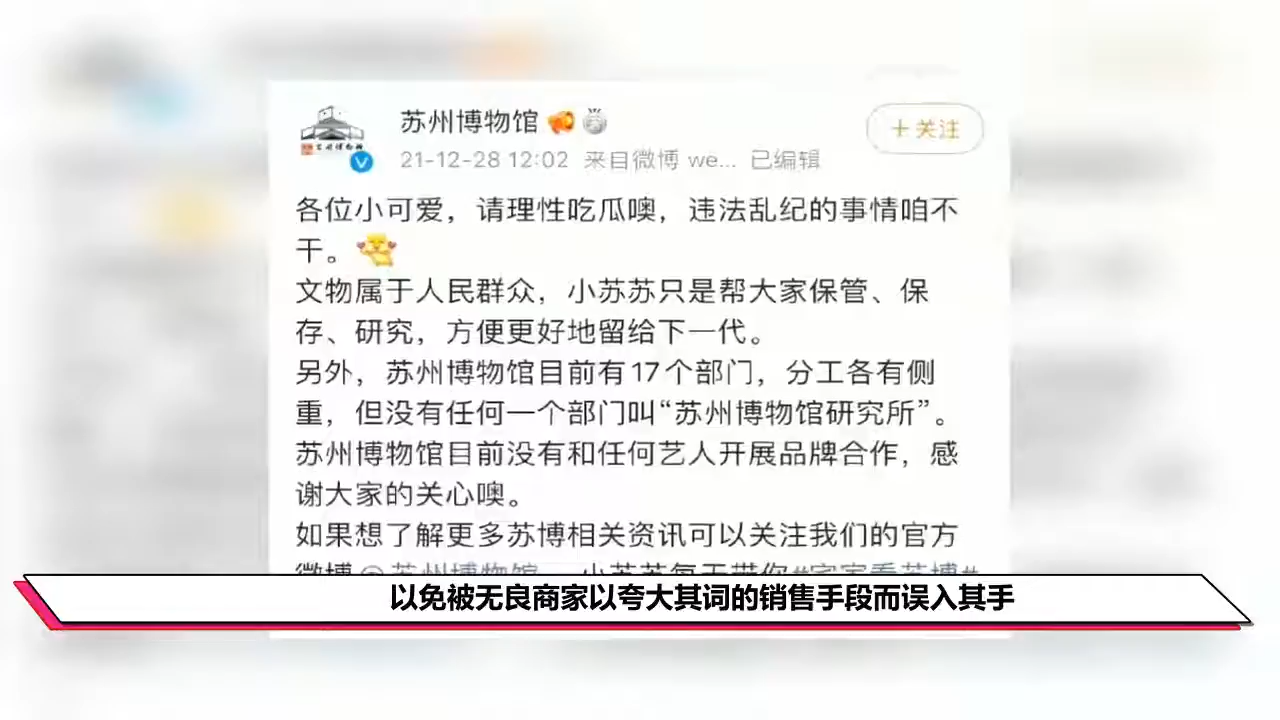 苏州博物馆
+关注
21-12-28 12:02 来自微博 we... 已编辑
各位小可爱，请理性吃瓜噢，违法乱纪的事情咱不
干。
文物属于人民群众，小苏苏只是帮大家保管、保
存、研究，方便更好地留给下一代。
另外，苏州博物馆目前有17个部门，分工各有侧
重，但没有任何一个部门叫“苏州博物馆研究所”。
苏州博物馆目前没有和任何艺人开展品牌合作，感
谢大家的关心噢。
如果想了解更多苏博相关资讯可以关注我们的官方
微博@苏州博物馆
以免被无良商家以夸大其词的销售手段而误入其手